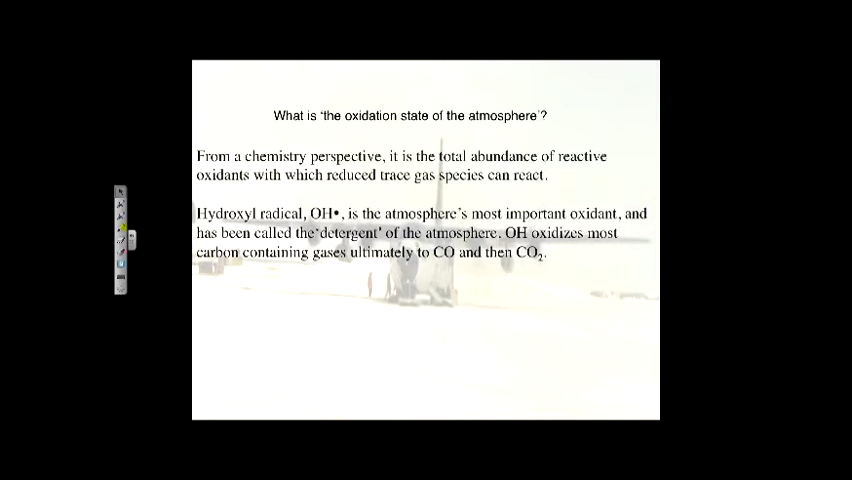 What is 'the oxidation state of the atmosphere'?
From a chemistry perspective, it is the total abundance of reactive
oxidants with which reduced trace gas species can react.
Hydroxyl radical, OH•, is the atmosphere's most important oxidant, and
has been called the'detergent' of the atmosphere. OH oxidizes most
carbon containing gases ultimately to CO and then CO₂.